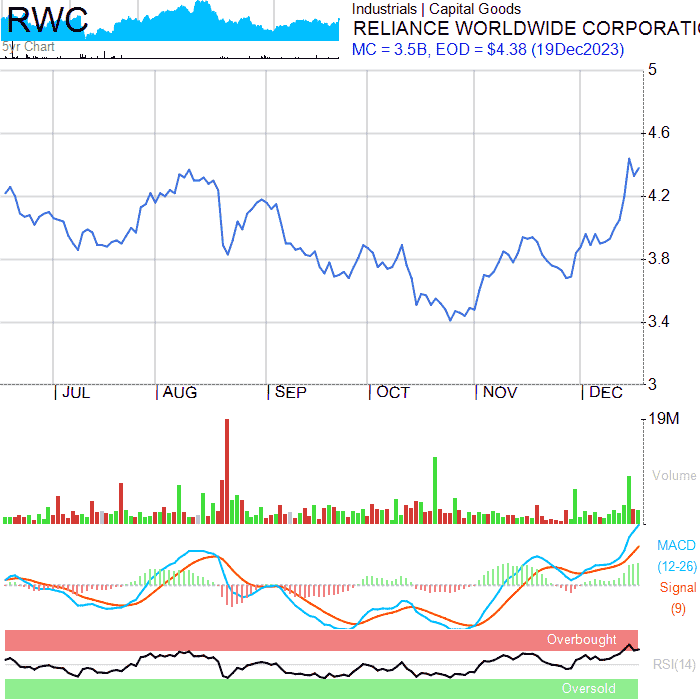 RWC
5yr Chart
Industrials | Capital Goods
RELIANCE WORLDWIDE CORPORATI
MC = 3.5B, EOD = $4.38 (19Dec2023)
5
4.6
4.2
3.8
3.4
3
JUL AUG SEP OCT NOV DEC
19M
Volume
MACD
(12-26)
Signal
(9)
Overbought
RSI(14)
Oversold